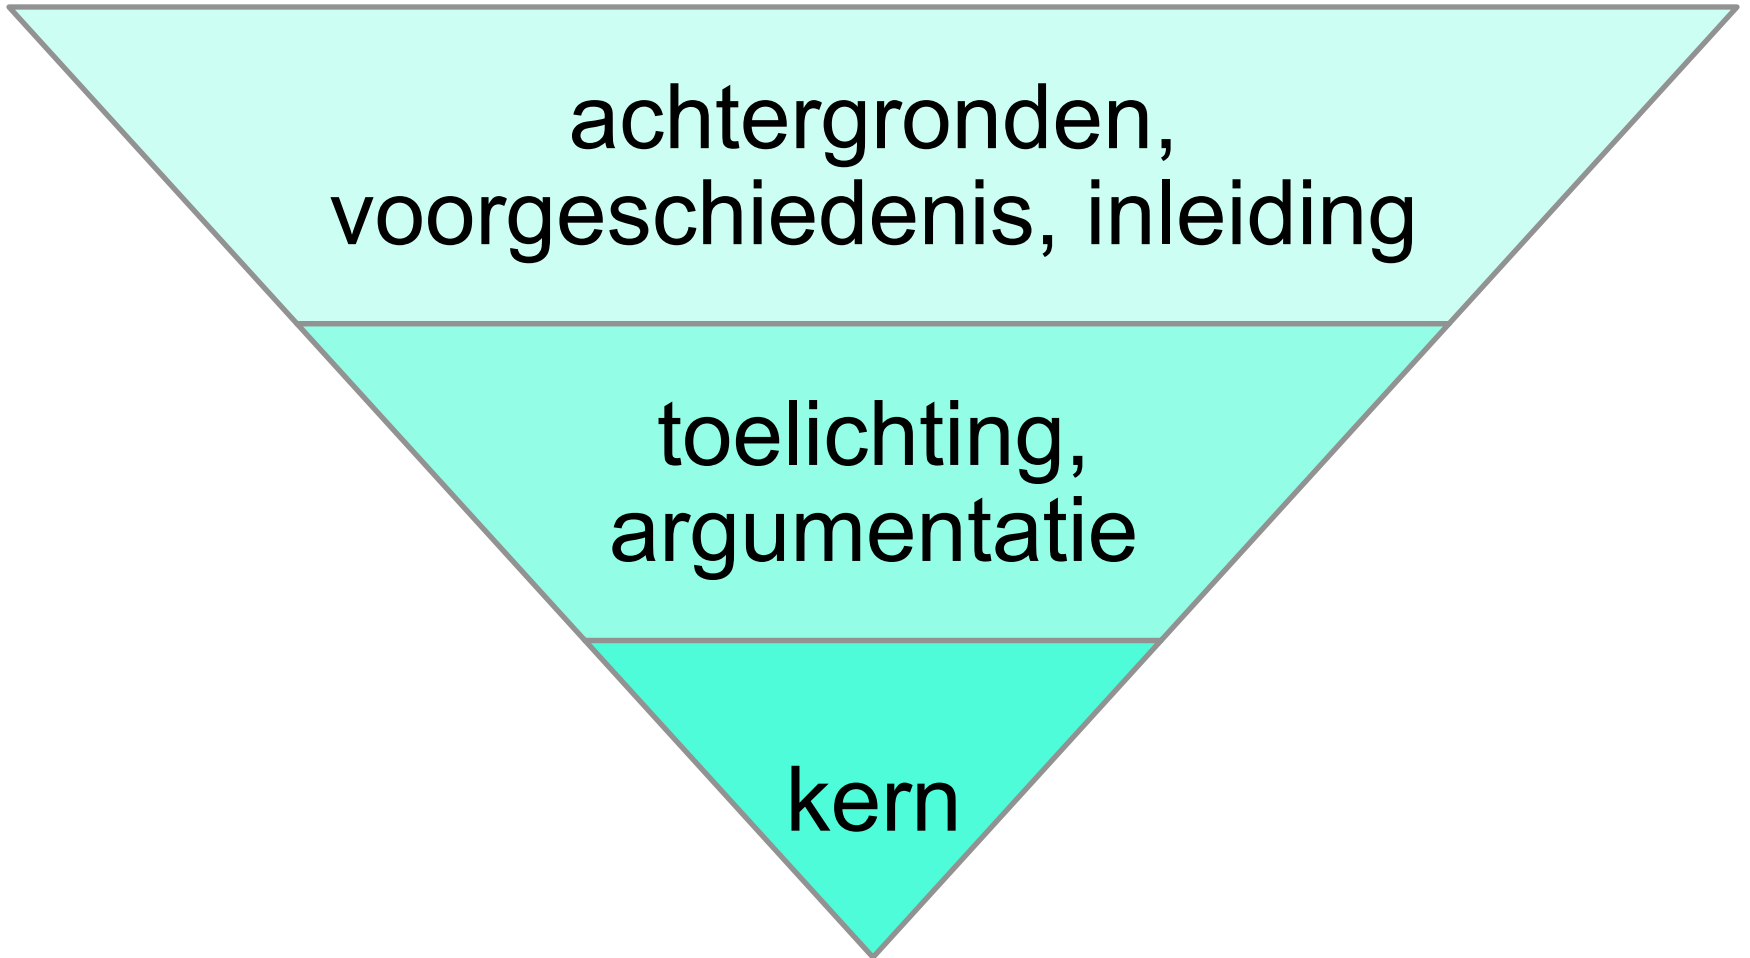 achtergronden,
voorgeschiedenis, inleiding
toelichting,
argumentatie
kern